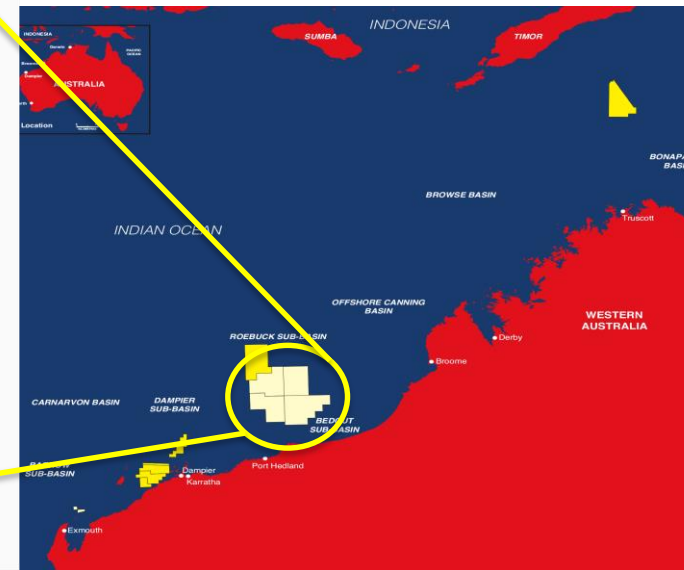 INDONESIA
SUMBA
TIMOR
INDONESIA
Darwin
Dampier
AUSTRALIA
Location
BONAPA
BASI
BROWSE BASIN
Truscott
INDIAN OCEAN
OFFSHORE CANNING
BASIN
WESTERN
AUSTRALIA
ROEBUCK SUB-BASIN
Derby
Broome
CARNARVON BASIN
DAMPIER
SUB-BASIN
BEDOUT
SUB-BASIN
SUB-BASIN
Port Hedland
Dampier
Karratha
Exmouth